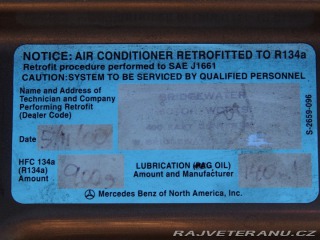 NOTICE: AIR CONDITIONER RETROFITTED TO R134a
Retrofit procedure performed to SAE J1661
CAUTION: SYSTEM TO BE SERVICED BY QUALIFIED PERSONNEL
Name and Address of
Technician and Company
Performing Retrofit
(Dealer Code)
BRIDGEWATER
Date
HFC 134a
(R134a)
Amount
LUBRICATION (PAG OIL)
Amount and Manufacturer
Mercedes Benz of North America, Inc.
S-2659-096
RAJVETERANU.CZ